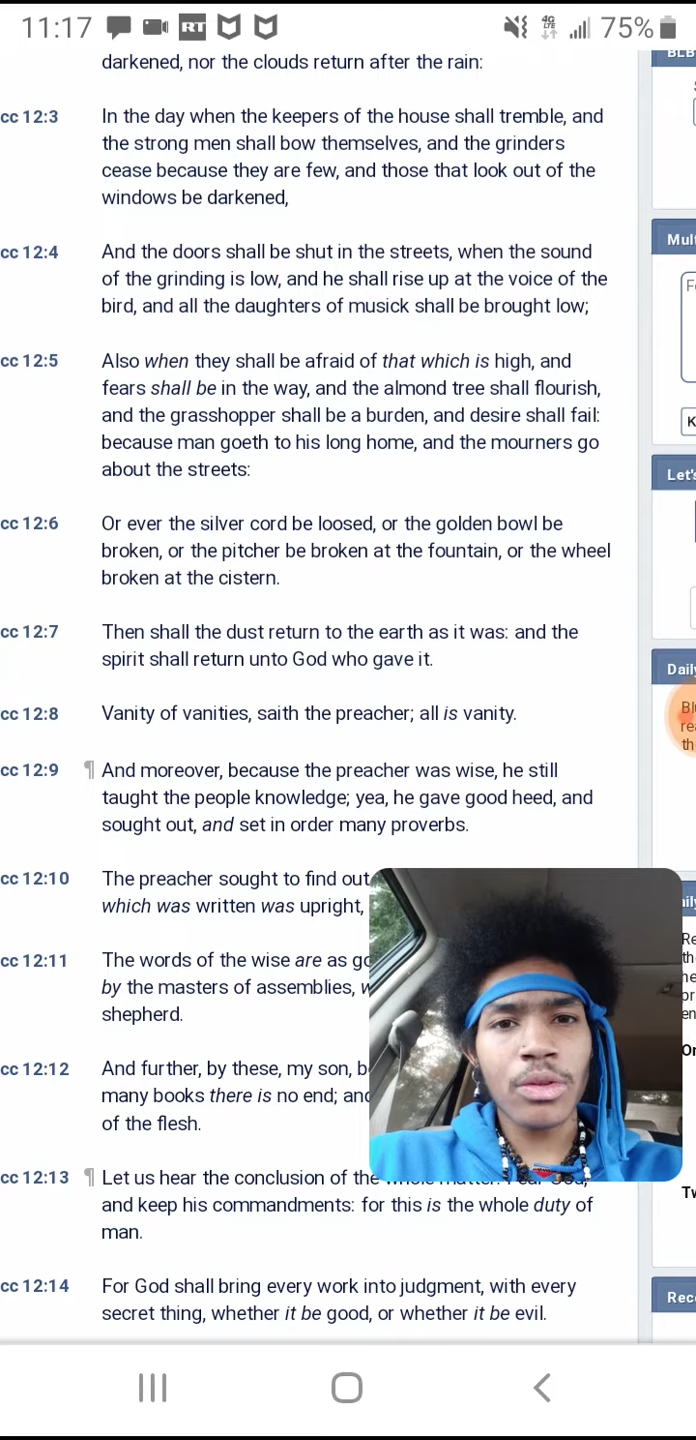 11:17 RT 4G LTE 75%
darkened, nor the clouds return after the rain:
cc 12:3 In the day when the keepers of the house shall tremble, and
the strong men shall bow themselves, and the grinders
cease because they are few, and those that look out of the
windows be darkened,
cc 12:4 And the doors shall be shut in the streets, when the sound
of the grinding is low, and he shall rise up at the voice of the
bird, and all the daughters of musick shall be brought low;
cc 12:5 Also when they shall be afraid of that which is high, and
fears shall be in the way, and the almond tree shall flourish,
and the grasshopper shall be a burden, and desire shall fail:
because man goeth to his long home, and the mourners go
about the streets:
cc 12:6 Or ever the silver cord be loosed, or the golden bowl be
broken, or the pitcher be broken at the fountain, or the wheel
broken at the cistern.
cc 12:7 Then shall the dust return to the earth as it was: and the
spirit shall return unto God who gave it.
cc 12:8 Vanity of vanities, saith the preacher; all is vanity.
cc 12:9 ¶ And moreover, because the preacher was wise, he still
taught the people knowledge; yea, he gave good heed, and
sought out, and set in order many proverbs.
cc 12:10 The preacher sought to find out
which was written was upright,
cc 12:11 The words of the wise are as go
by the masters of assemblies, w
shepherd.
cc 12:12 And further, by these, my son, b
many books there is no end; and
of the flesh.
cc 12:13 ¶ Let us hear the conclusion of the
and keep his commandments: for this is the whole duty of
man.
cc 12:14 For God shall bring every work into judgment, with every
secret thing, whether it be good, or whether it be evil.
BLB
Mul
K
Let's
Daily
Blu
rea
the
Re
the
he
pr
en
On
Tw
Rec